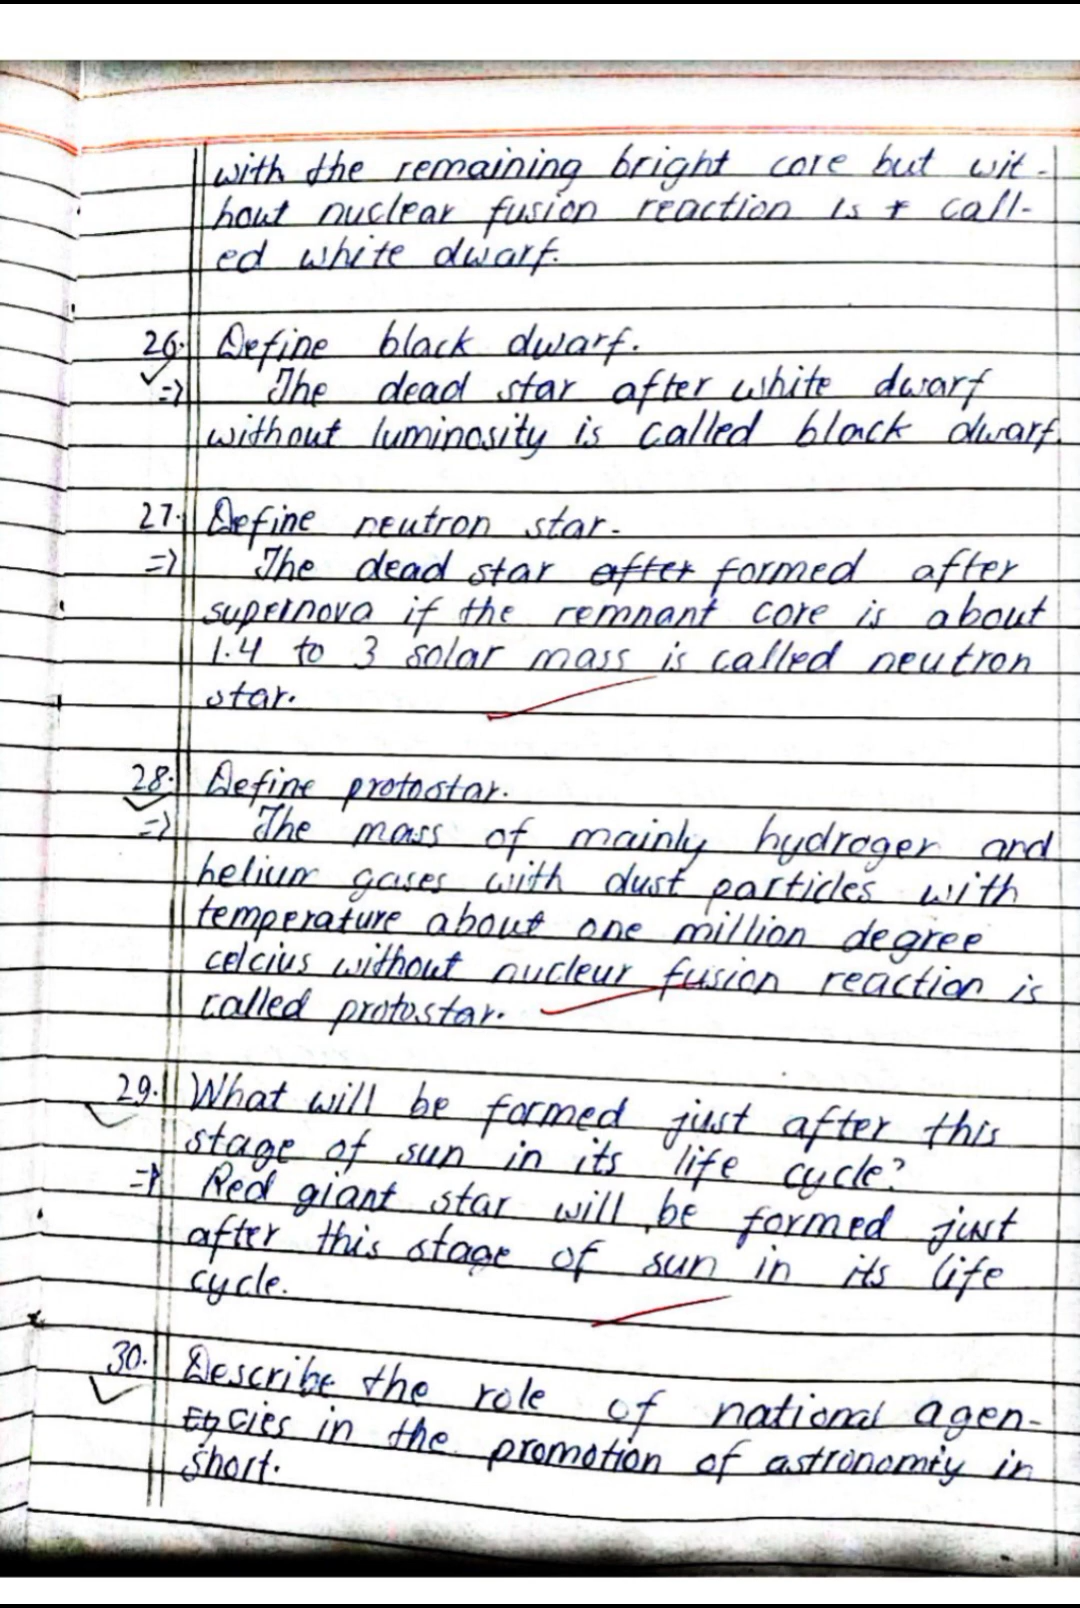 with the remaining bright core but wit-
hout nuclear fusion reaction is call-
ed white dwarf.
26. Define black dwarf.
=> The dead star after white dwarf
without luminosity is called black dwarf.
27. Define neutron star.
=> The dead star after formed after
supernova if the remnant core is about
1.4 to 3 solar mass is called neutron
star.
28. Define protostar.
=> The mass of mainly hydrogen and
helium gases with dust particles with
temperature about one million degree
celcius without nucleur fusion reaction is
called protostar.
29. What will be formed just after this
stage of sun in its life cycle?
=> Red giant star will be formed just
after this stage of sun in its life
cycle.
30. Describe the role of national agen-
cies in the promotion of astronomy in
short.